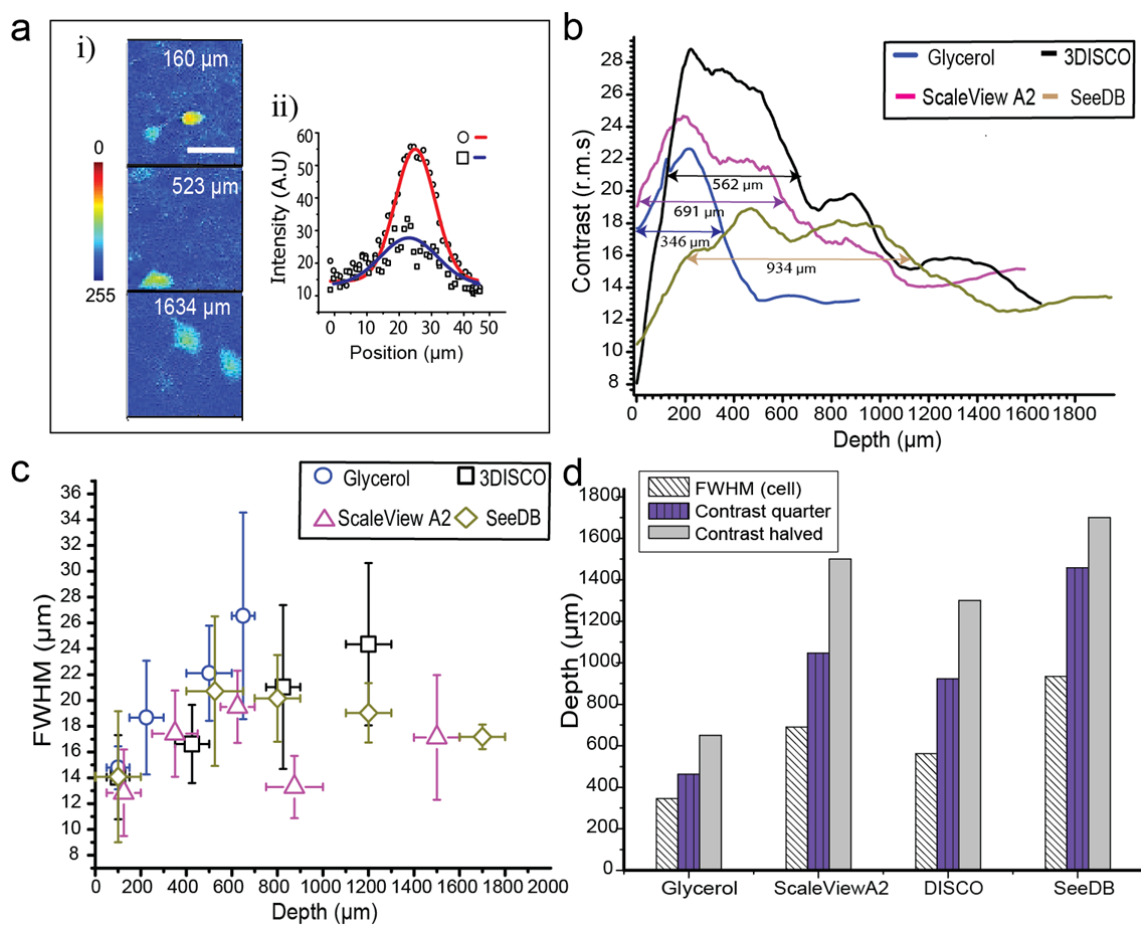 a
i)
160 µm
523 µm
1634 µm
0
255
ii)
Intensity (A.U)
60
50
40
30
20
10
0 10 20 30 40 50
Position (µm)
b
Glycerol
3DISCO
ScaleView A2
SeeDB
Contrast (r.m.s)
28
26
24
22
20
18
16
14
12
10
8
562 µm
691 µm
346 µm
934 µm
0 200 400 600 800 1000 1200 1400 1600 1800
Depth (µm)
c
Glycerol
3DISCO
ScaleView A2
SeeDB
FWHM (µm)
36
34
32
30
28
26
24
22
20
18
16
14
12
10
8
0 200 400 600 800 1000 1200 1400 1600 1800 2000
Depth (µm)
d
FWHM (cell)
Contrast quarter
Contrast halved
Depth (µm)
1800
1600
1400
1200
1000
800
600
400
200
0
Glycerol ScaleViewA2 DISCO SeeDB